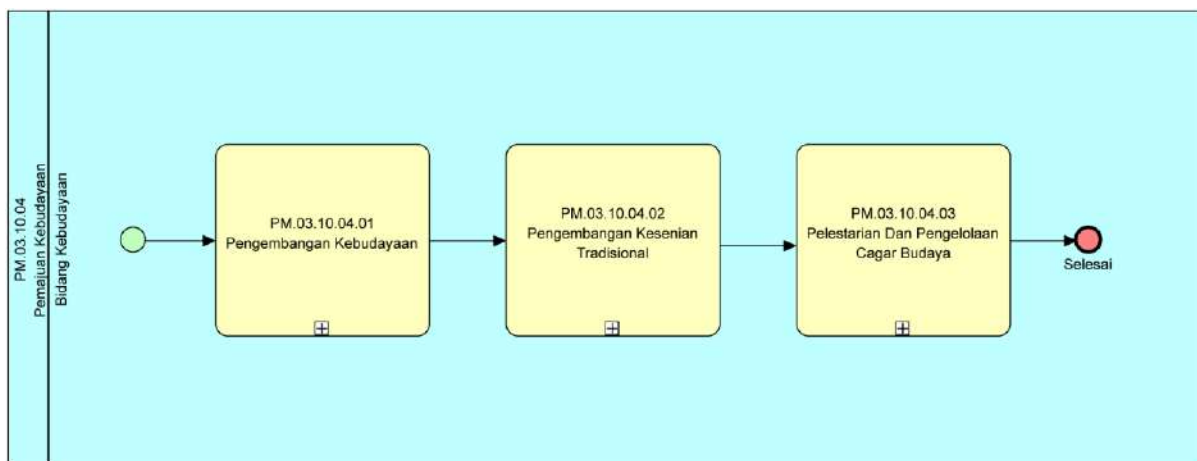 PM.03.10.04
Pemajuan Kebudayaan
Bidang Kebudayaan
PM.03.10.04.01
Pengembangan Kebudayaan
PM.03.10.04.02
Pengembangan Kesenian
Tradisional
PM.03.10.04.03
Pelestarian Dan Pengelolaan
Cagar Budaya
Selesai